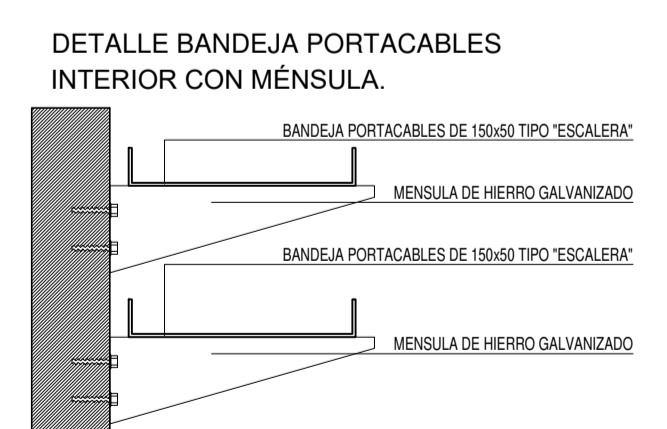 DETALLE BANDEJA PORTACABLES
INTERIOR CON MÉNSULA.
BANDEJA PORTACABLES DE 150x50 TIPO "ESCALERA"
MENSULA DE HIERRO GALVANIZADO
BANDEJA PORTACABLES DE 150x50 TIPO "ESCALERA"
MENSULA DE HIERRO GALVANIZADO